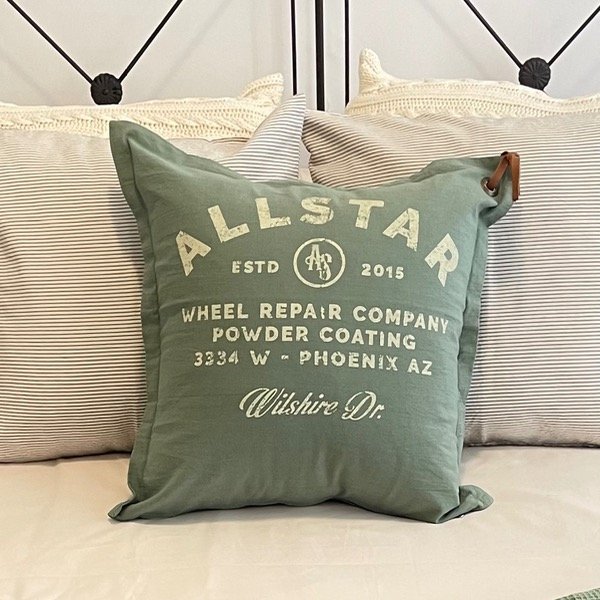 ALLSTAR
ESTD AS 2015
WHEEL REPAIR COMPANY
POWDER COATING
3334 W - PHOENIX AZ
Wilshire Dr.